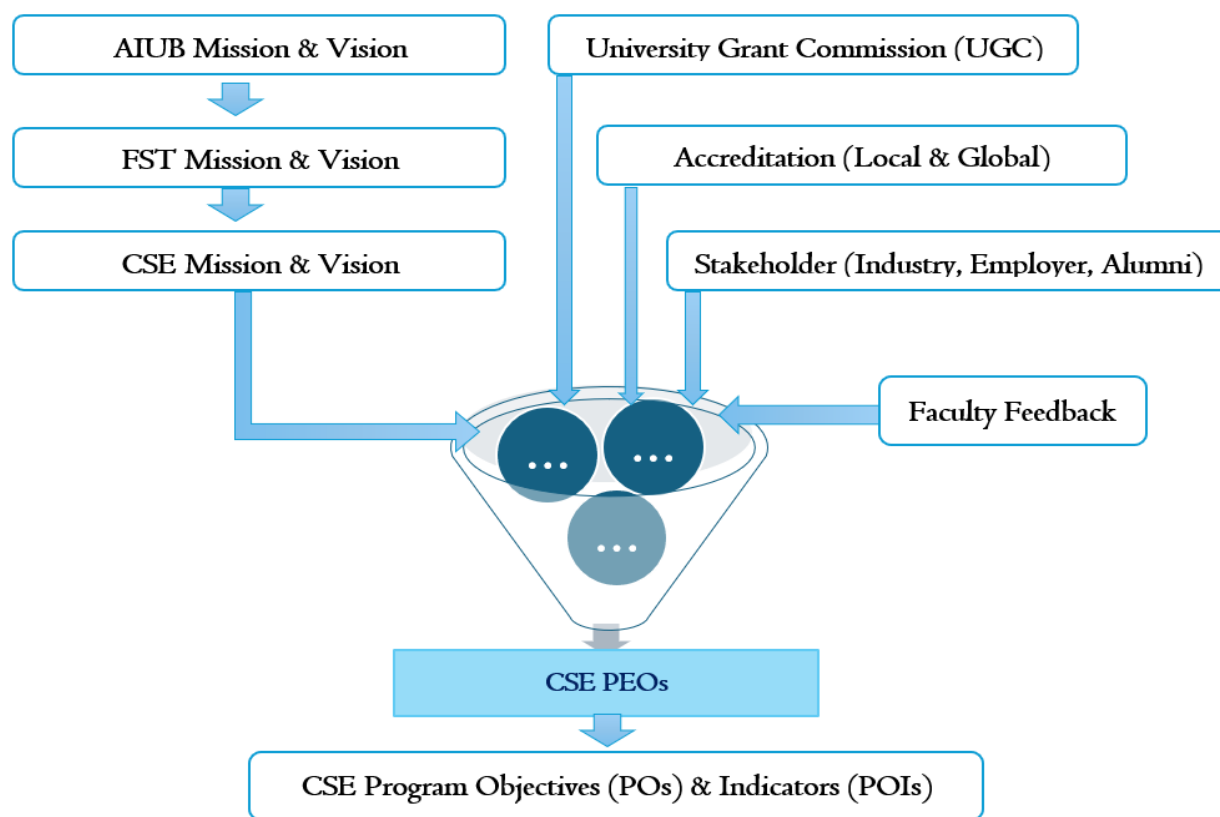 AIUB Mission & Vision
University Grant Commission (UGC)
FST Mission & Vision
Accreditation (Local & Global)
CSE Mission & Vision
Stakeholder (Industry, Employer, Alumni)
Faculty Feedback
...
...
...
CSE PEOs
CSE Program Objectives (POs) & Indicators (POIs)